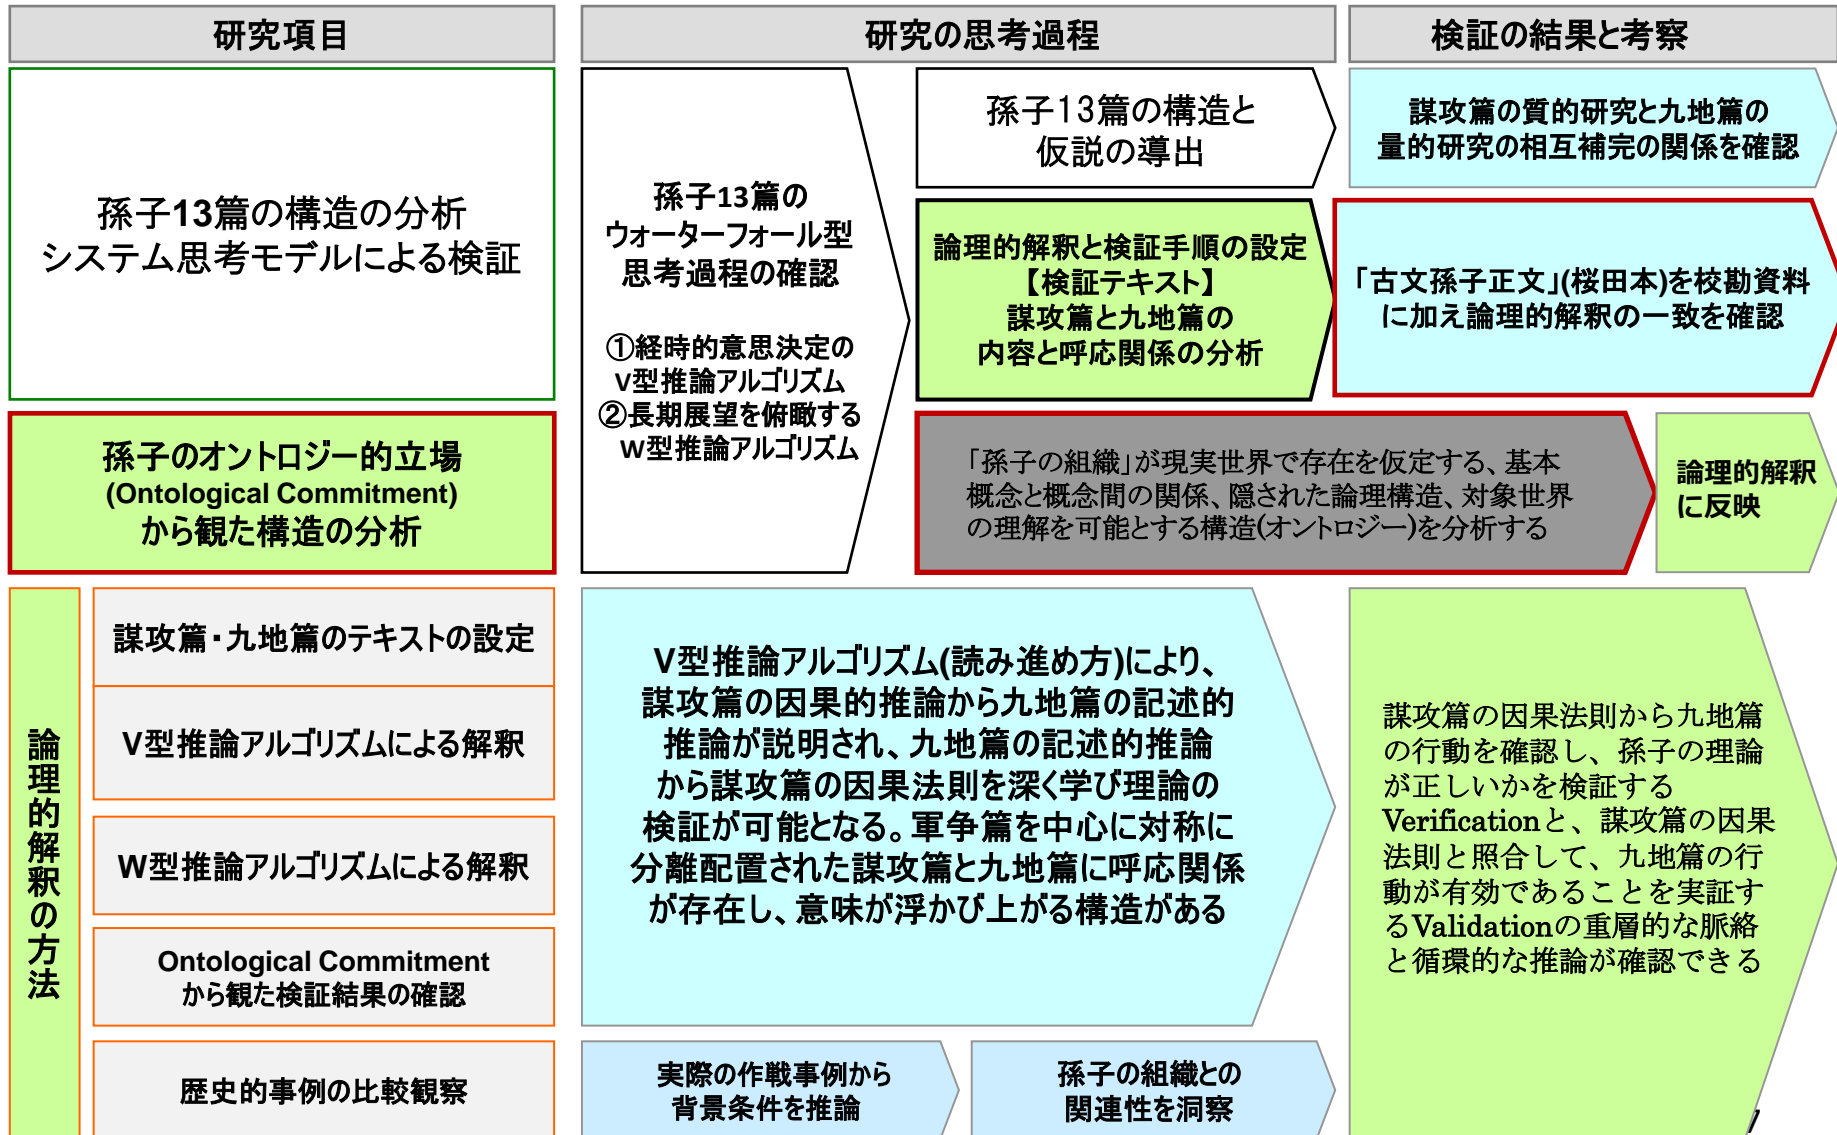 研究項目
研究の思考過程
検証の結果と考察
孫子13篇の構造の分析
システム思考モデルによる検証
孫子13篇の
ウォーターフォール型
思考過程の確認
①経時的意思決定の
V型推論アルゴリズム
②長期展望を俯瞰する
W型推論アルゴリズム
孫子13篇の構造と
仮説の導出
謀攻篇の質的研究と九地篇の
量的研究の相互補完の関係を確認
論理的解釈と検証手順の設定
【検証テキスト】
謀攻篇と九地篇の
内容と呼応関係の分析
「古文孫子正文」(桜田本)を校勘資料
に加え論理的解釈の一致を確認
孫子のオントロジー的立場
(Ontological Commitment)
から観た構造の分析
「孫子の組織」が現実世界で存在を仮定する、基本
概念と概念間の関係、隠された論理構造、対象世界
の理解を可能とする構造(オントロジー)を分析する
論理的解釈
に反映
論理的解釈の方法
謀攻篇・九地篇のテキストの設定
V型推論アルゴリズムによる解釈
W型推論アルゴリズムによる解釈
Ontological Commitment
から観た検証結果の確認
歴史的事例の比較観察
V型推論アルゴリズム(読み進め方)により、
謀攻篇の因果的推論から九地篇の記述的
推論が説明され、九地篇の記述的推論
から謀攻篇の因果法則を深く学び理論の
検証が可能となる。軍争篇を中心に対称に
分離配置された謀攻篇と九地篇に呼応関係
が存在し、意味が浮かび上がる構造がある
実際の作戦事例から
背景条件を推論
孫子の組織との
関連性を洞察
謀攻篇の因果法則から九地篇
の行動を確認し、孫子の理論
が正しいかを検証する
Verificationと、謀攻篇の因果
法則と照合して、九地篇の行
動が有効であることを実証す
るValidationの重層的な脈絡
と循環的な推論が確認できる
7